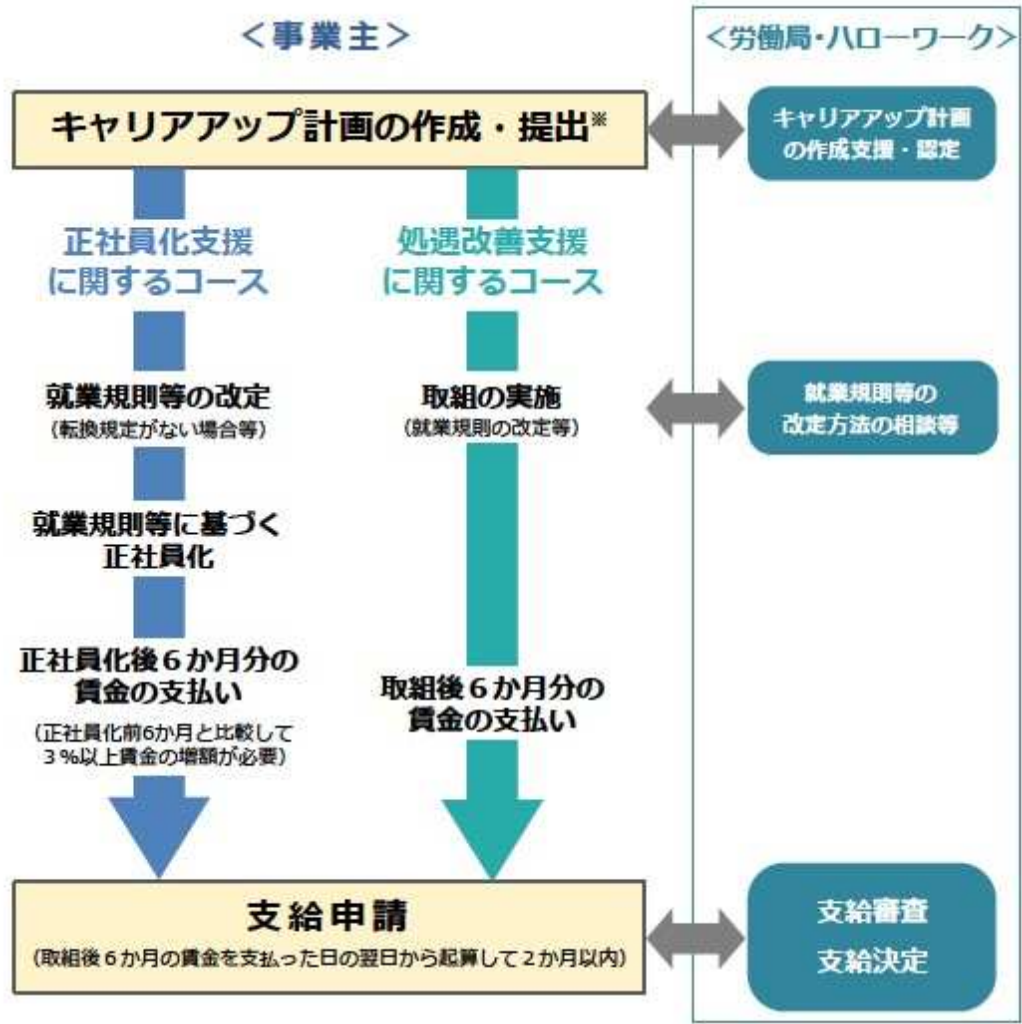 ＜事業主＞
＜労働局・ハローワーク＞
キャリアアップ計画の作成・提出※
キャリアアップ計画
の作成支援・認定
正社員化支援
に関するコース
処遇改善支援
に関するコース
就業規則等の改定
（転換規定がない場合等）
取組の実施
（就業規則の改定等）
就業規則等の
改定方法の相談等
就業規則等に基づく
正社員化
正社員化後６か月分の
賃金の支払い
（正社員化前6か月と比較して
３％以上賃金の増額が必要）
取組後６か月分の
賃金の支払い
支給申請
（取組後６か月の賃金を支払った日の翌日から起算して２か月以内）
支給審査
支給決定